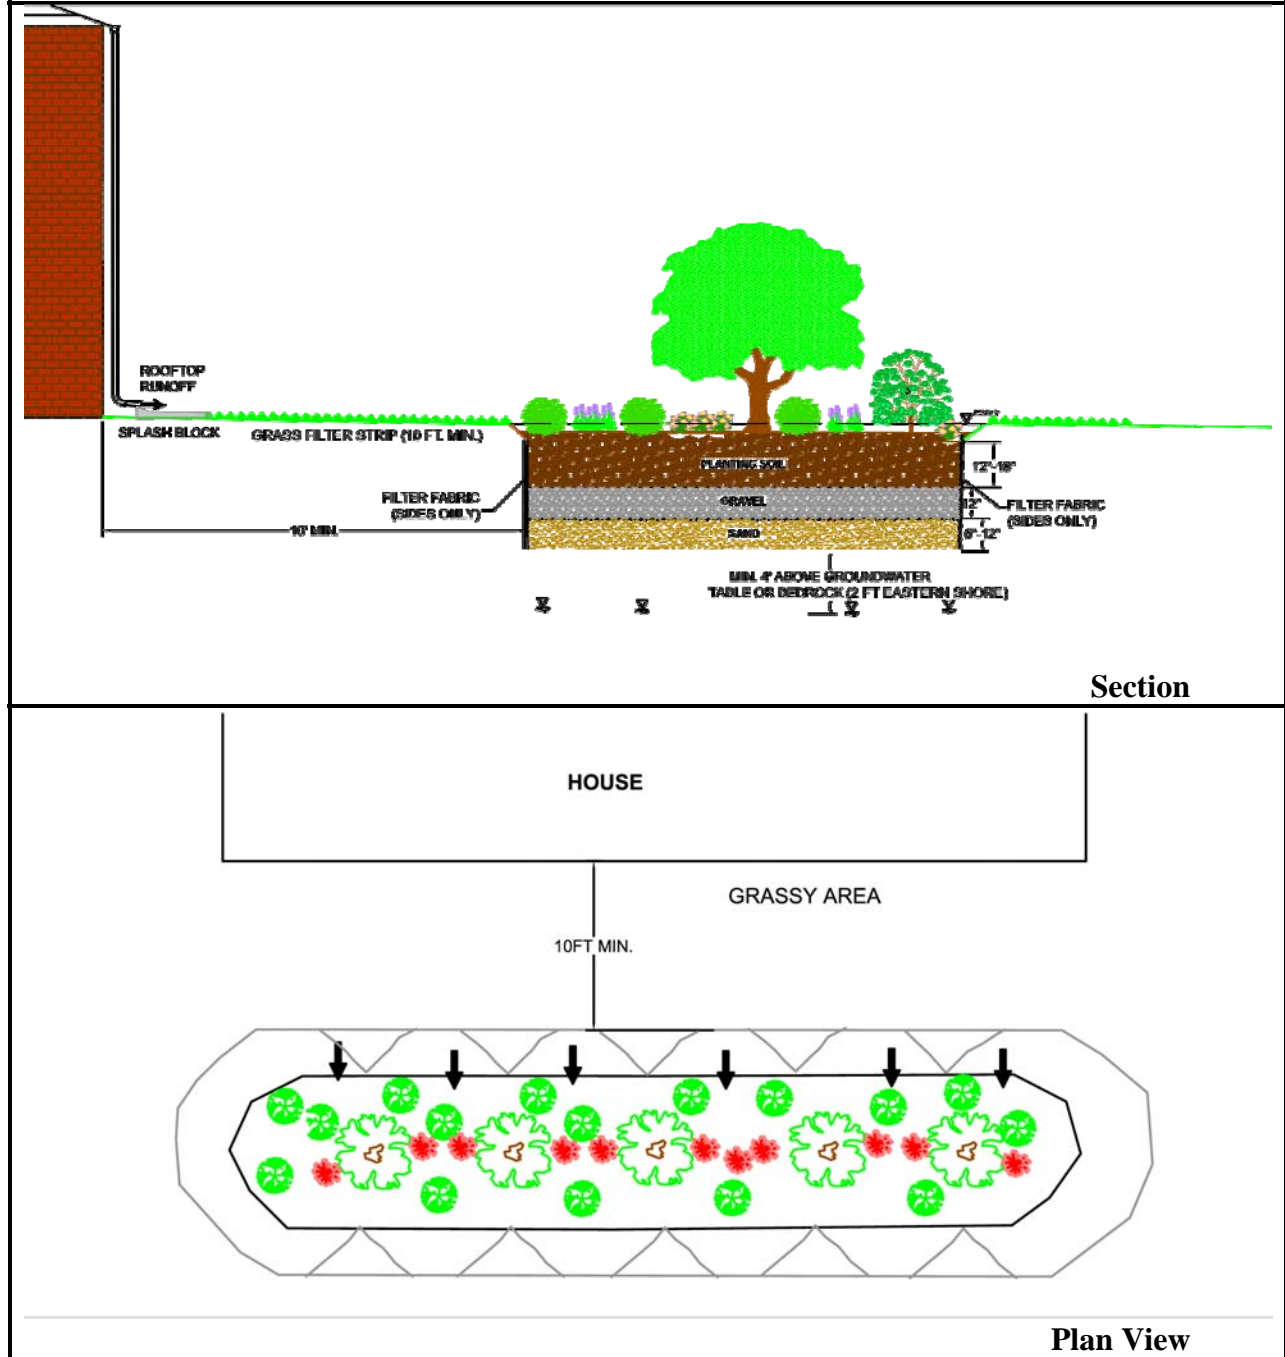 ROOFTOP
RUNOFF
SPLASH BLOCK
GRASS FILTER STRIP (10 FT. MIN.)
PLANTING SOIL
12"-18"
FILTER FABRIC
(SIDES ONLY)
GRAVEL
12"
FILTER FABRIC
(SIDES ONLY)
10' MIN.
SAND
6"-12"
MIN. 4' ABOVE GROUNDWATER
TABLE OR BEDROCK (2 FT EASTERN SHORE)
Section
HOUSE
GRASSY AREA
10FT MIN.
Plan View